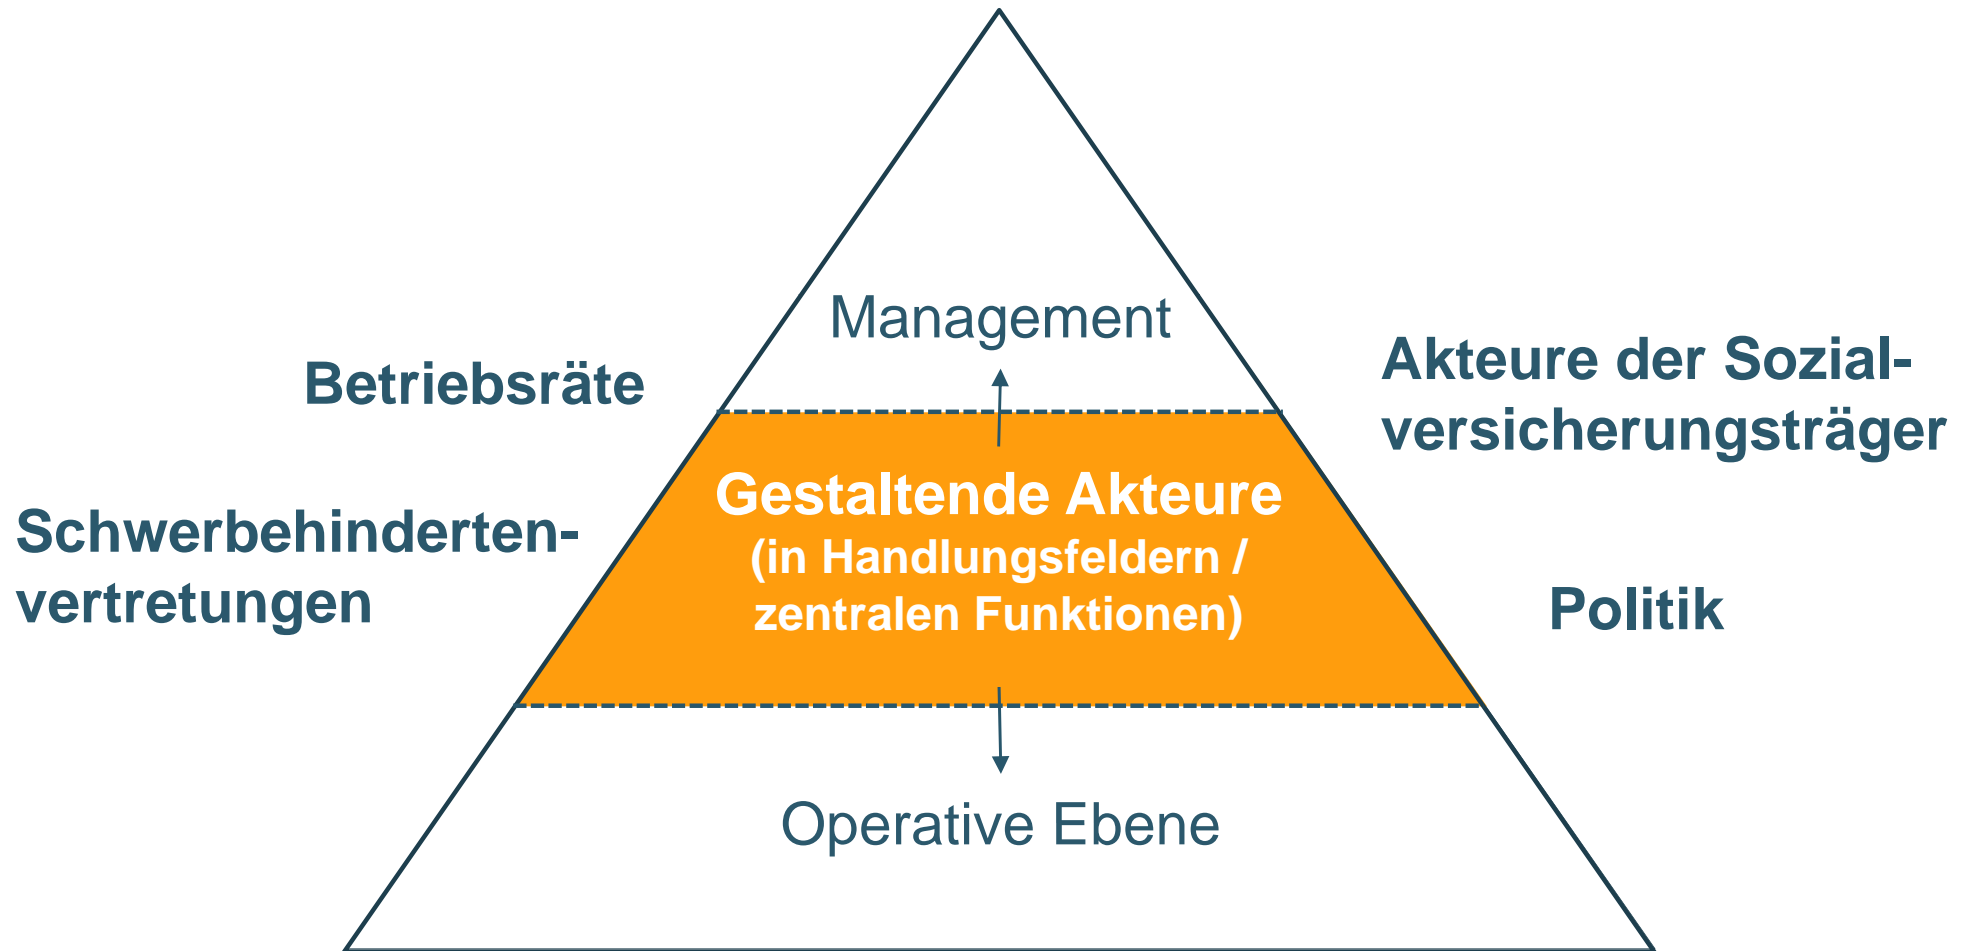 Management
Betriebsräte
Akteure der Sozial-
versicherungsträger
Gestaltende Akteure
(in Handlungsfeldern /
zentralen Funktionen)
Schwerbehinderten-
vertretungen
Politik
Operative Ebene